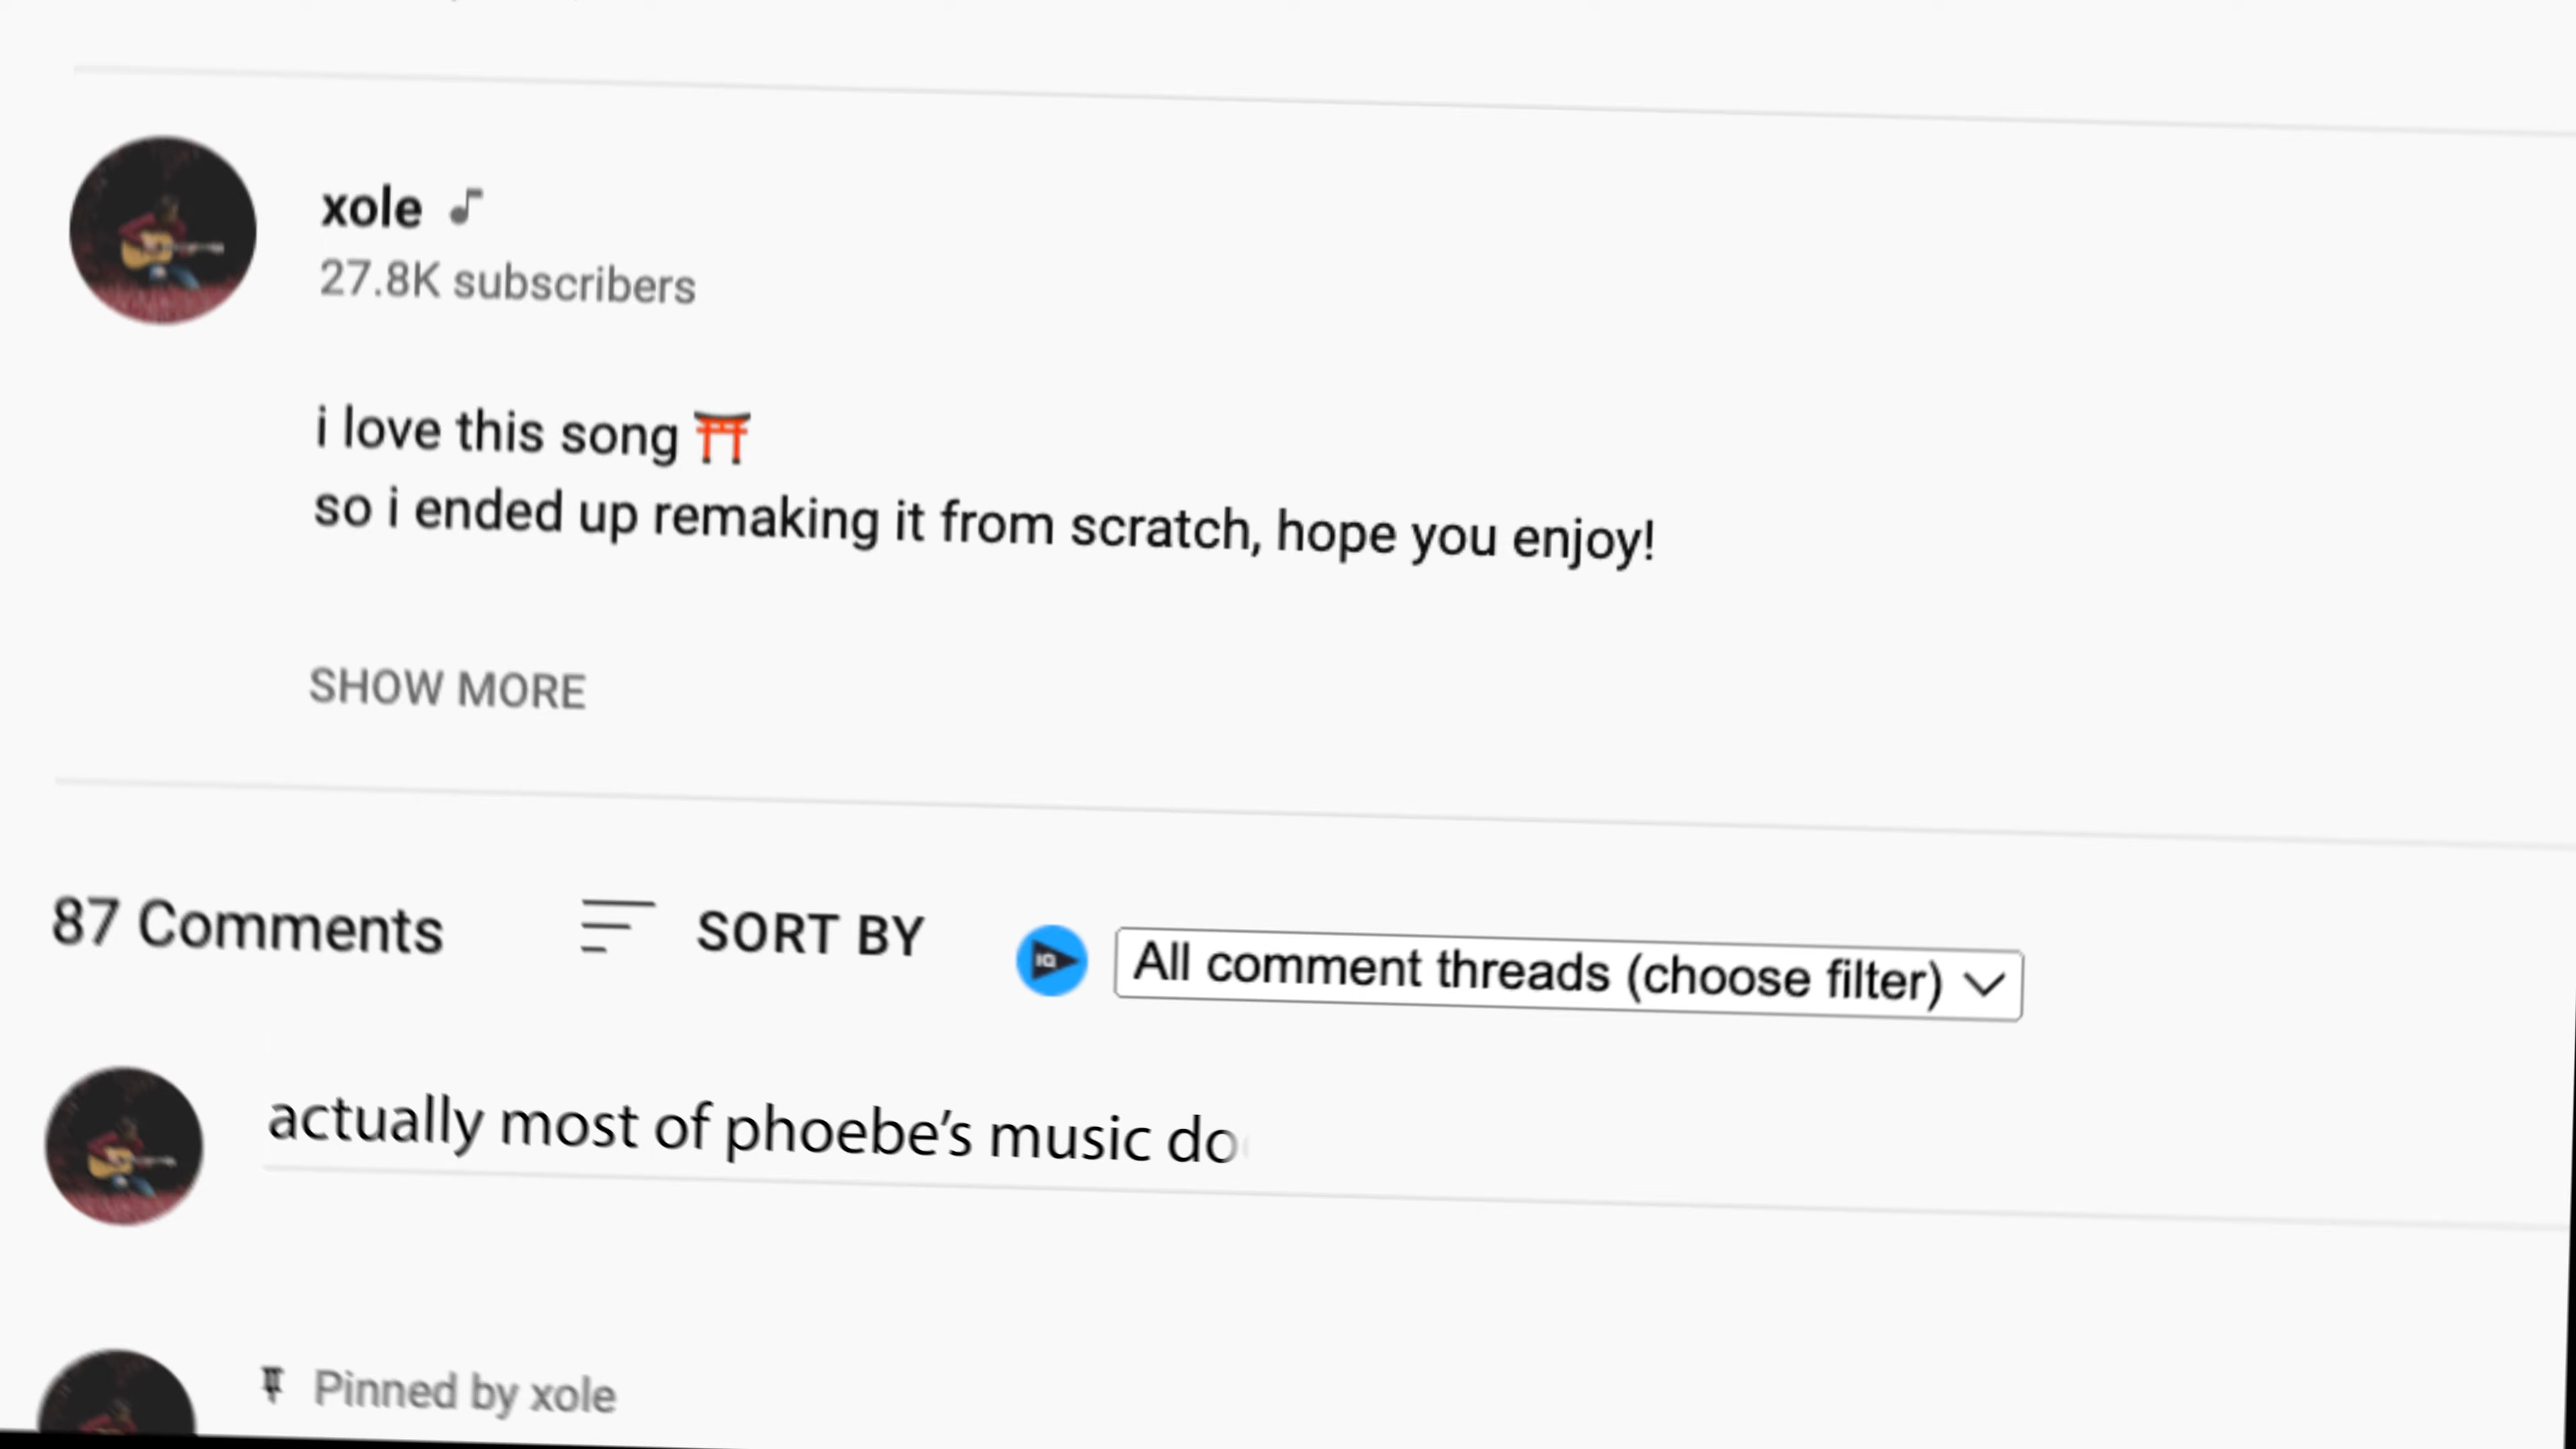 xole
27.8K subscribers
i love this song ⛩️
so i ended up remaking it from scratch, hope you enjoy!
SHOW MORE
87 Comments
SORT BY
IQ
All comment threads (choose filter)
actually most of phoebe’s music do
Pinned by xole